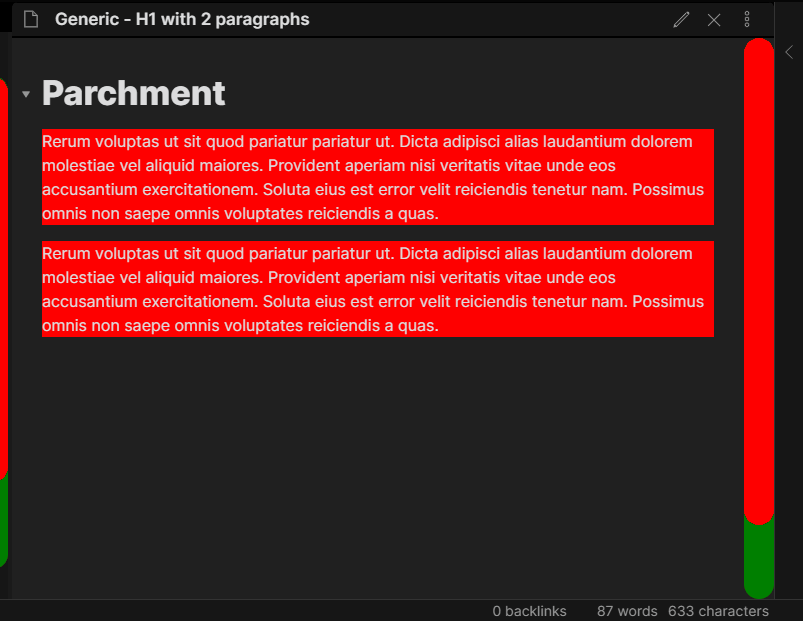 Generic - H1 with 2 paragraphs
Parchment
Rerum voluptas ut sit quod pariatur pariatur ut. Dicta adipisci alias laudantium dolorem
molestiae vel aliquid maiores. Provident aperiam nisi veritatis vitae unde eos
accusantium exercitationem. Soluta eius est error velit reiciendis tenetur nam. Possimus
omnis non saepe omnis voluptates reiciendis a quas.
Rerum voluptas ut sit quod pariatur pariatur ut. Dicta adipisci alias laudantium dolorem
molestiae vel aliquid maiores. Provident aperiam nisi veritatis vitae unde eos
accusantium exercitationem. Soluta eius est error velit reiciendis tenetur nam. Possimus
omnis non saepe omnis voluptates reiciendis a quas.
0 backlinks 87 words 633 characters